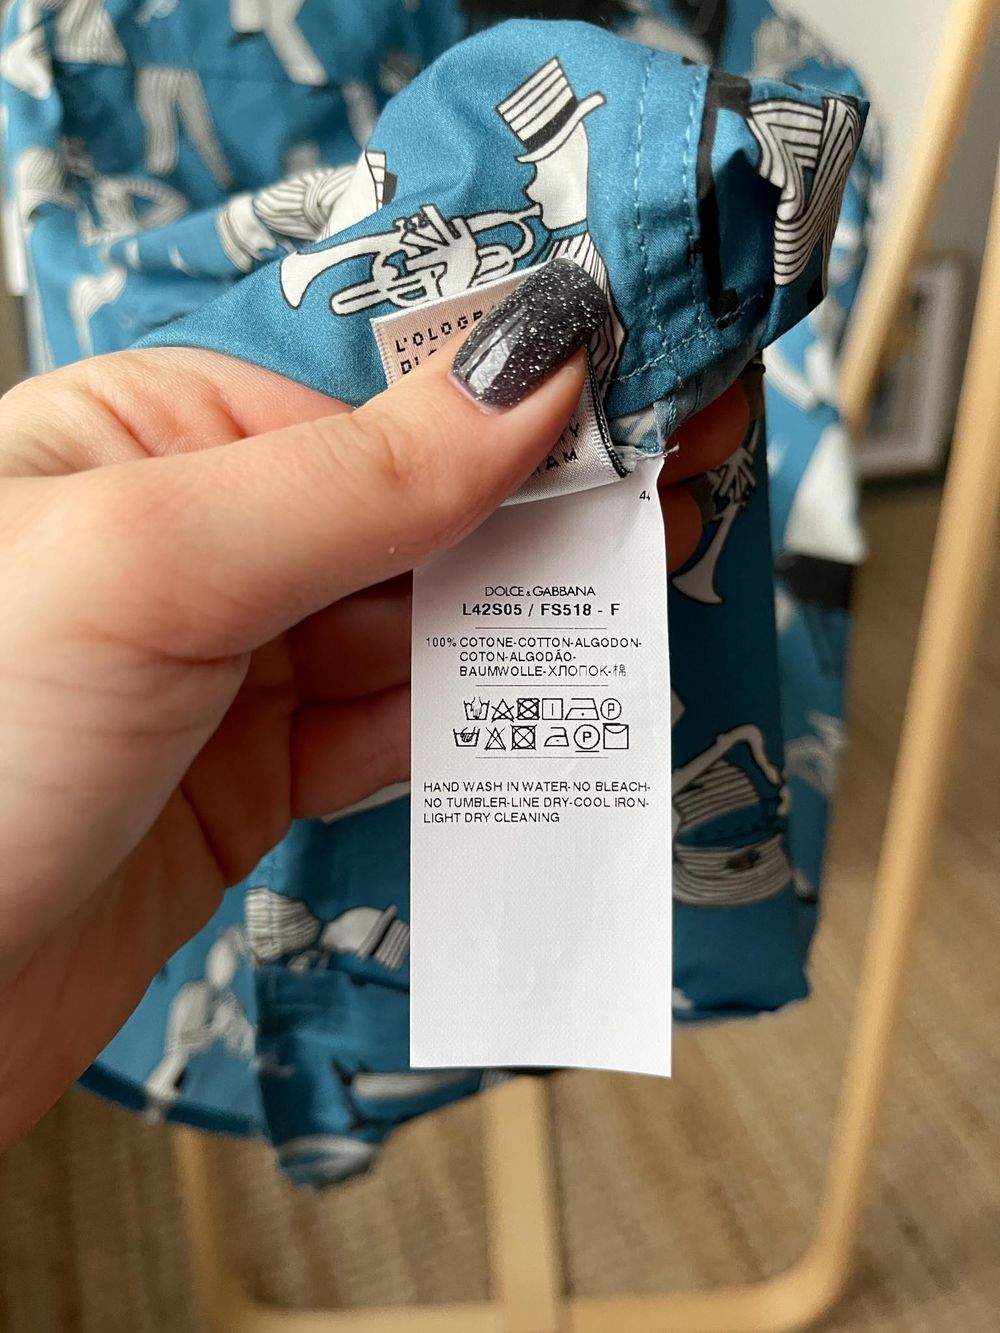 L'OLOGR
44
DOLCE & GABBANA
L42S05 / FS518 - F
100% COTONE-COTTON-ALGODON-
COTON-ALGODÃO-
BAUMWOLLE-ХЛОПОК-棉
HAND WASH IN WATER-NO BLEACH-
NO TUMBLER-LINE DRY-COOL IRON-
LIGHT DRY CLEANING